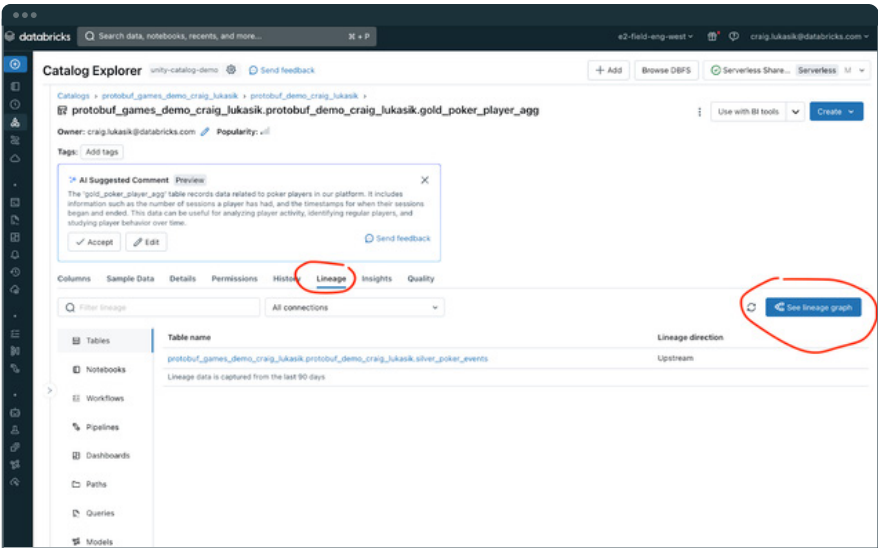 databricks
Search data, notebooks, recents, and more...
⌘ + P
e2-field-eng-west
craig.lukasik@databricks.com
Catalog Explorer
unity-catalog-demo
Send feedback
Add
Browse DBFS
Serverless Share... Serverless M
Catalogs › protobuf_games_demo_craig_lukasik › protobuf_demo_craig_lukasik ›
protobuf_games_demo_craig_lukasik.protobuf_demo_craig_lukasik.gold_poker_player_agg
Use with BI tools
Create
Owner: craig.lukasik@databricks.com Popularity:
Tags: Add tags
AI Suggested Comment Preview
The 'gold_poker_player_agg' table records data related to poker players in our platform. It includes
information such as the number of sessions a player has had, and the timestamps for when their sessions
began and ended. This data can be useful for analyzing player activity, identifying regular players, and
studying player behavior over time.
Accept
Edit
Send feedback
Columns Sample Data Details Permissions History Lineage Insights Quality
Filter lineage
All connections
See lineage graph
Tables
Table name
Lineage direction
protobuf_games_demo_craig_lukasik.protobuf_demo_craig_lukasik.silver_poker_events
Upstream
Lineage data is captured from the last 90 days
Notebooks
Workflows
Pipelines
Dashboards
Paths
Queries
Models